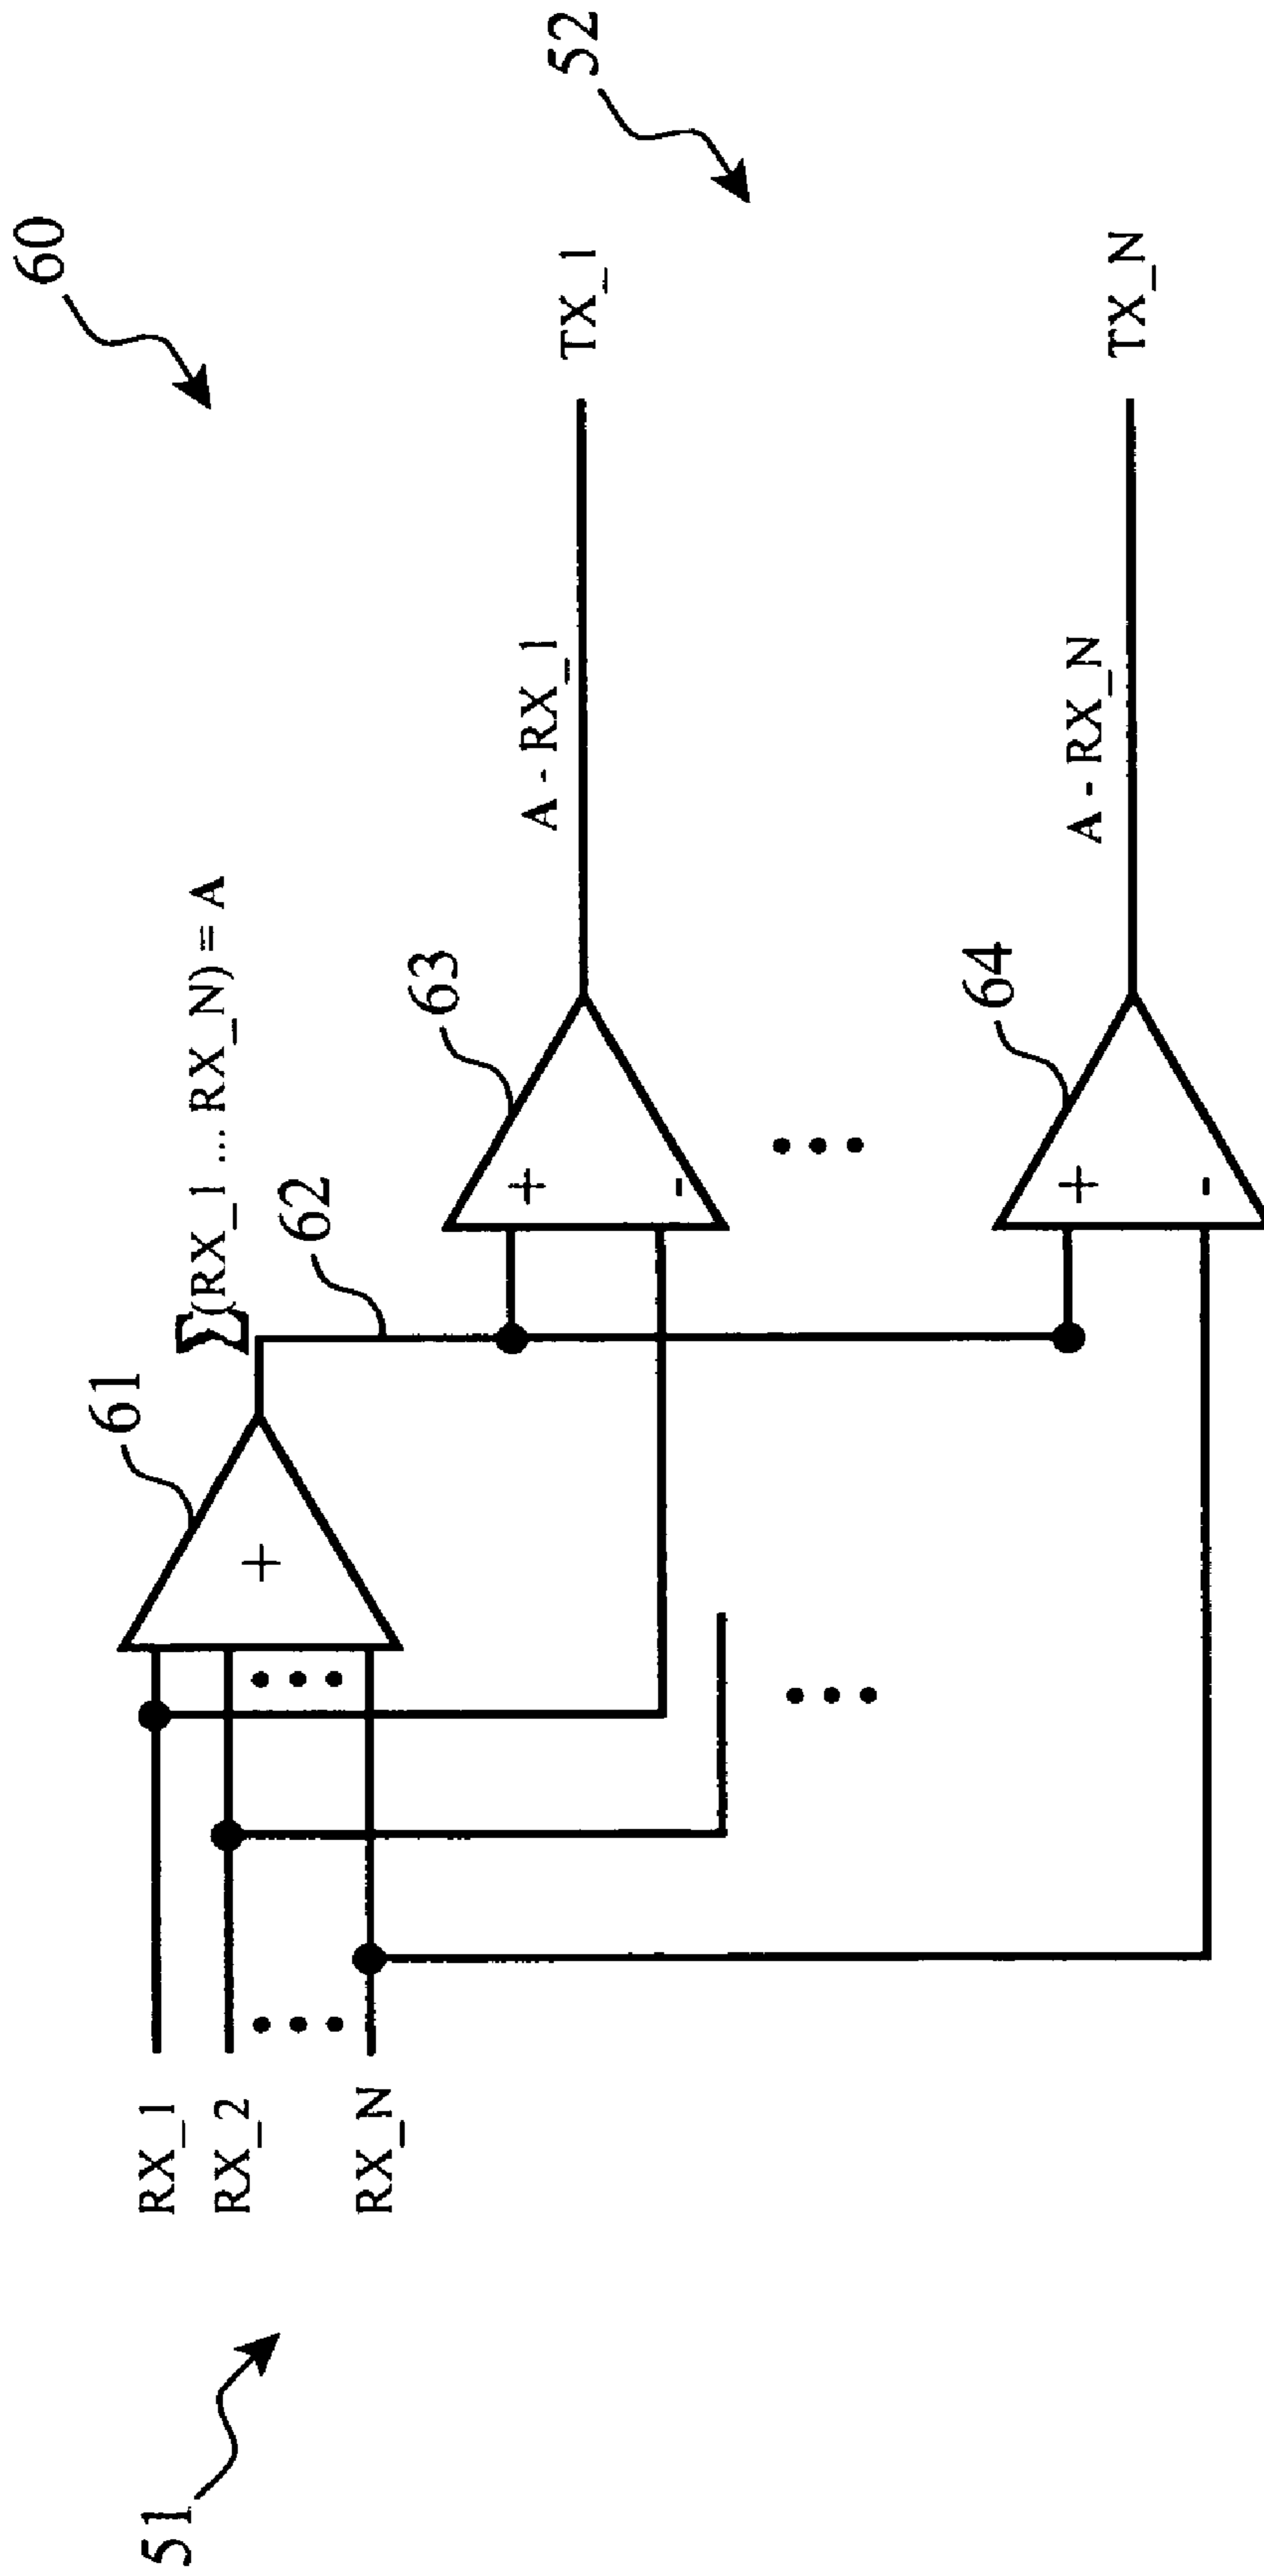 60
52
61
Σ(RX_1 ... RX_N) = A
RX_1
RX_2
RX_N
+
62
63
+
-
A - RX_1
TX_1
64
+
-
A - RX_N
TX_N
51